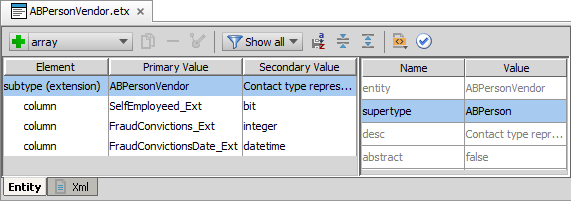 ABPersonVendor.etx ×
array Show all
Element Primary Value Secondary Value Name Value
subtype (extension) ABPersonVendor Contact type repres... entity ABPersonVendor
column SelfEmployeed_Ext bit supertype ABPerson
column FraudConvictions_Ext integer desc Contact type repr...
column FraudConvictionsDate_Ext datetime abstract false
Entity Xml